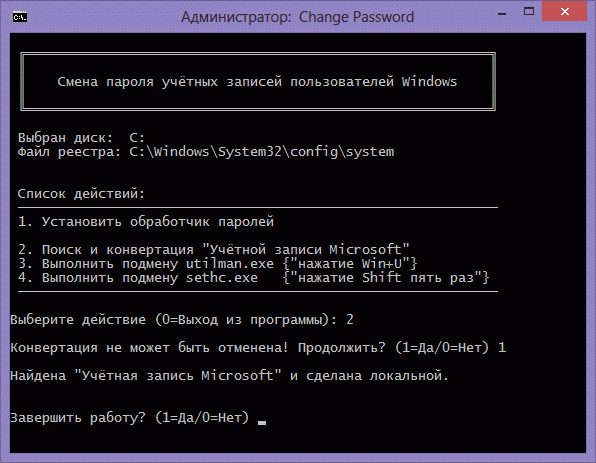 Администратор: Change Password
Смена пароля учётных записей пользователей Windows
Выбран диск: C:
Файл реестра: C:\Windows\System32\config\system
Список действий:
1. Установить обработчик паролей
2. Поиск и конвертация "Учётной записи Microsoft"
3. Выполнить подмену utilman.exe {"нажатие Win+U"}
4. Выполнить подмену sethc.exe {"нажатие Shift пять раз"}
Выберите действие (0=Выход из программы): 2
Конвертация не может быть отменена! Продолжить? (1=Да/0=Нет) 1
Найдена "Учётная запись Microsoft" и сделана локальной.
Завершить работу? (1=Да/0=Нет)